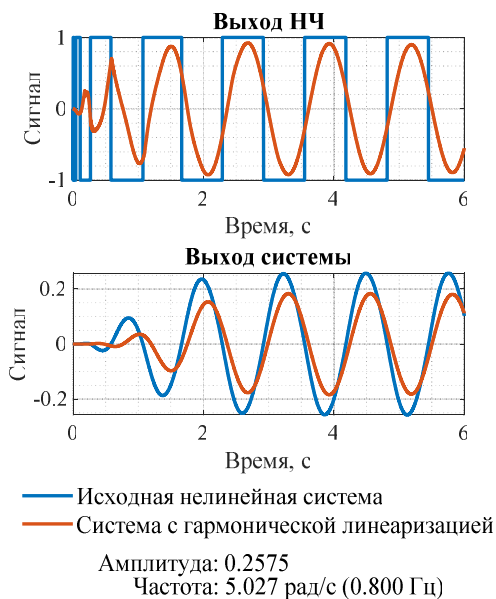 Выход НЧ
Сигнал
1
0
-1
0
2
4
6
Время, с
Выход системы
Сигнал
0.2
0
-0.2
0
2
4
6
Время, с
Исходная нелинейная система
Система с гармонической линеаризацией
Амплитуда: 0.2575
Частота: 5.027 рад/с (0.800 Гц)